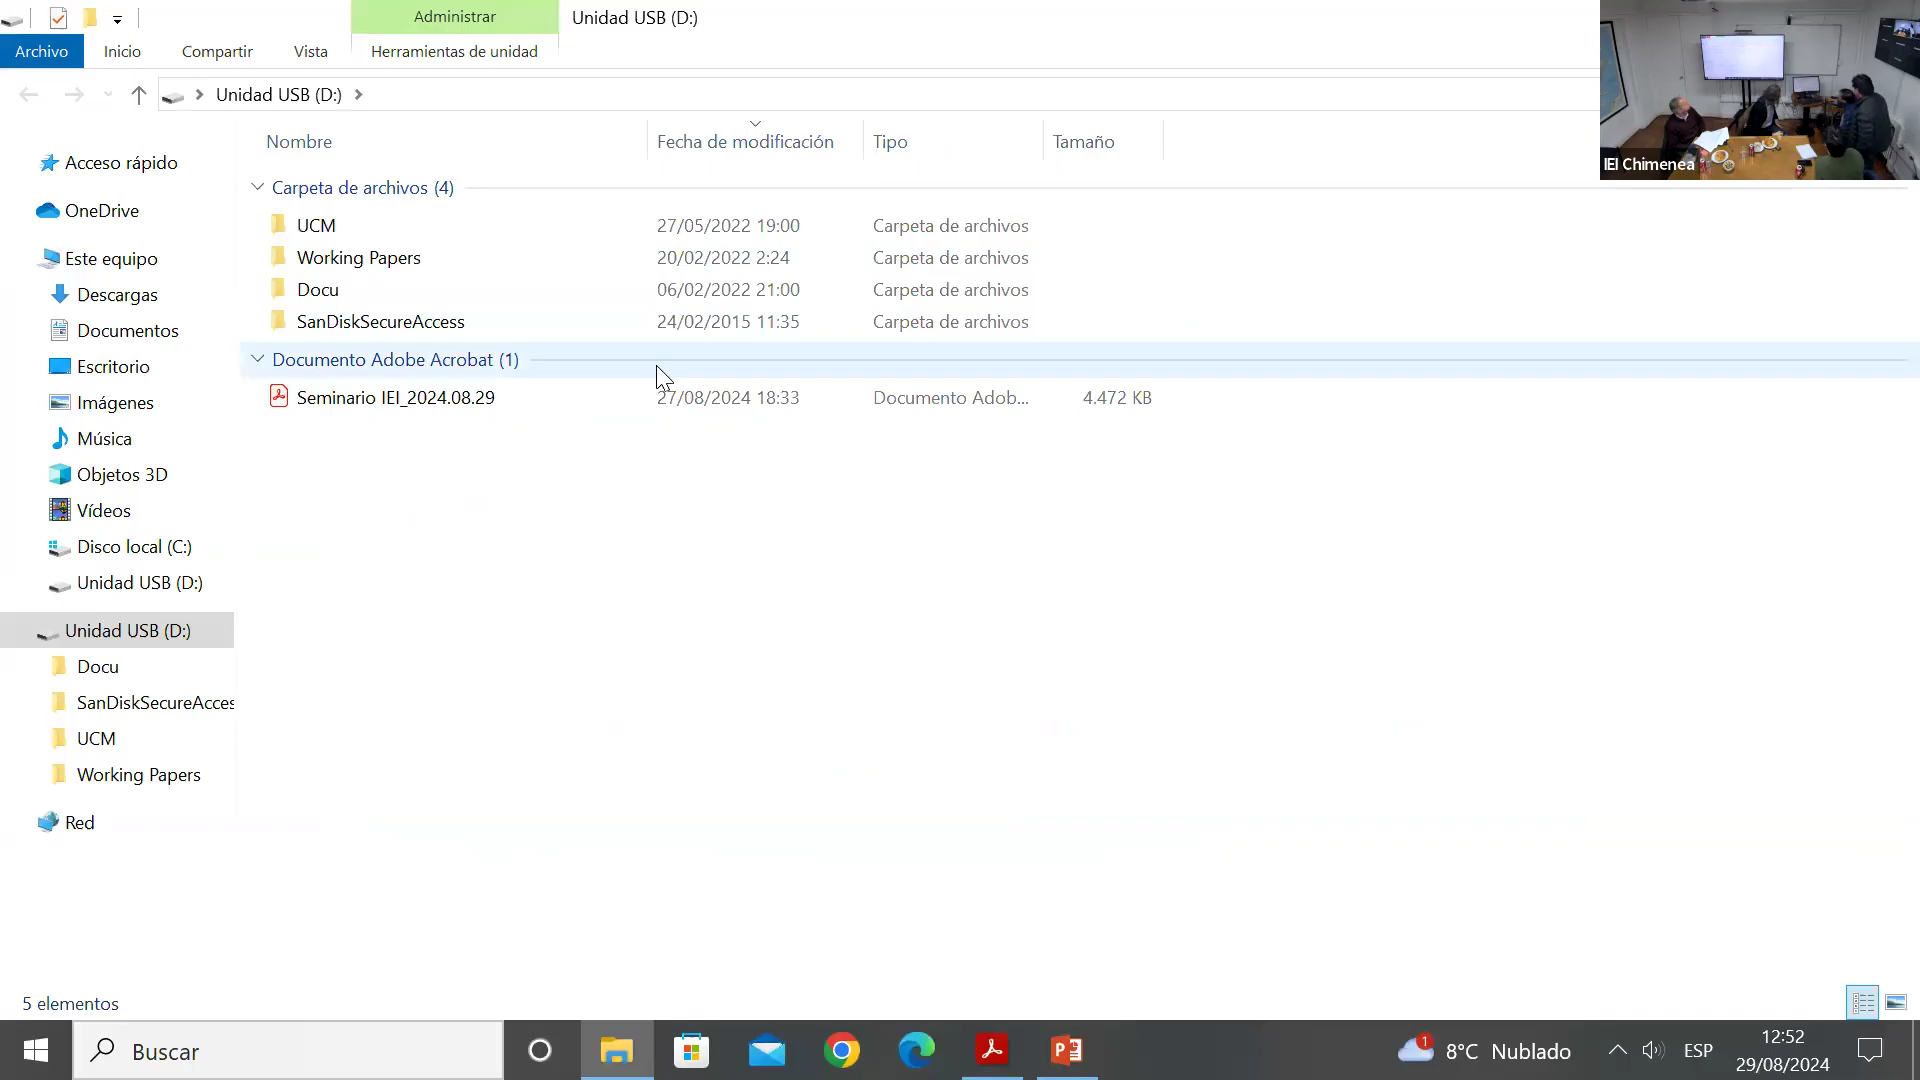 Administrar
Unidad USB (D:)
Archivo
Inicio
Compartir
Vista
Herramientas de unidad
Unidad USB (D:)
IEI Chimenea
Nombre
Fecha de modificación
Tipo
Tamaño
Acceso rápido
OneDrive
Este equipo
Descargas
Documentos
Escritorio
Imágenes
Música
Objetos 3D
Vídeos
Disco local (C:)
Unidad USB (D:)
Unidad USB (D:)
Docu
SanDiskSecureAcces
UCM
Working Papers
Red
Carpeta de archivos (4)
UCM 27/05/2022 19:00 Carpeta de archivos
Working Papers 20/02/2022 2:24 Carpeta de archivos
Docu 06/02/2022 21:00 Carpeta de archivos
SanDiskSecureAccess 24/02/2015 11:35 Carpeta de archivos
Documento Adobe Acrobat (1)
Seminario IEI_2024.08.29 27/08/2024 18:33 Documento Adob... 4.472 KB
5 elementos
Buscar
1
8°C Nublado
ESP
12:52
29/08/2024